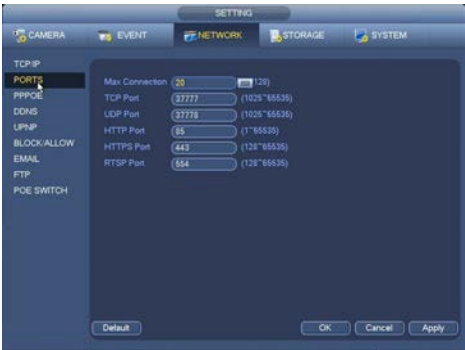 SETTING
CAMERA EVENT NETWORK STORAGE SYSTEM
TCP/IP
PORTS
PPPOE
DDNS
UPNP
BLOCK/ALLOW
EMAIL
FTP
POE SWITCH
Max Connection 20 128)
TCP Port 37777 (1025~65535)
UDP Port 37778 (1025~65535)
HTTP Port 85 (1~65535)
HTTPS Port 443 (128~65535)
RTSP Port 554 (128~65535)
Default OK Cancel Apply